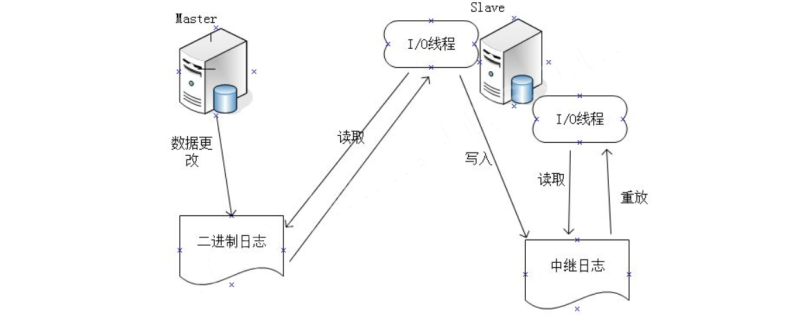 Master
Slave
I/O线程
I/O线程
数据更
改
读取
写入
读取
重放
二进制日志
中继日志